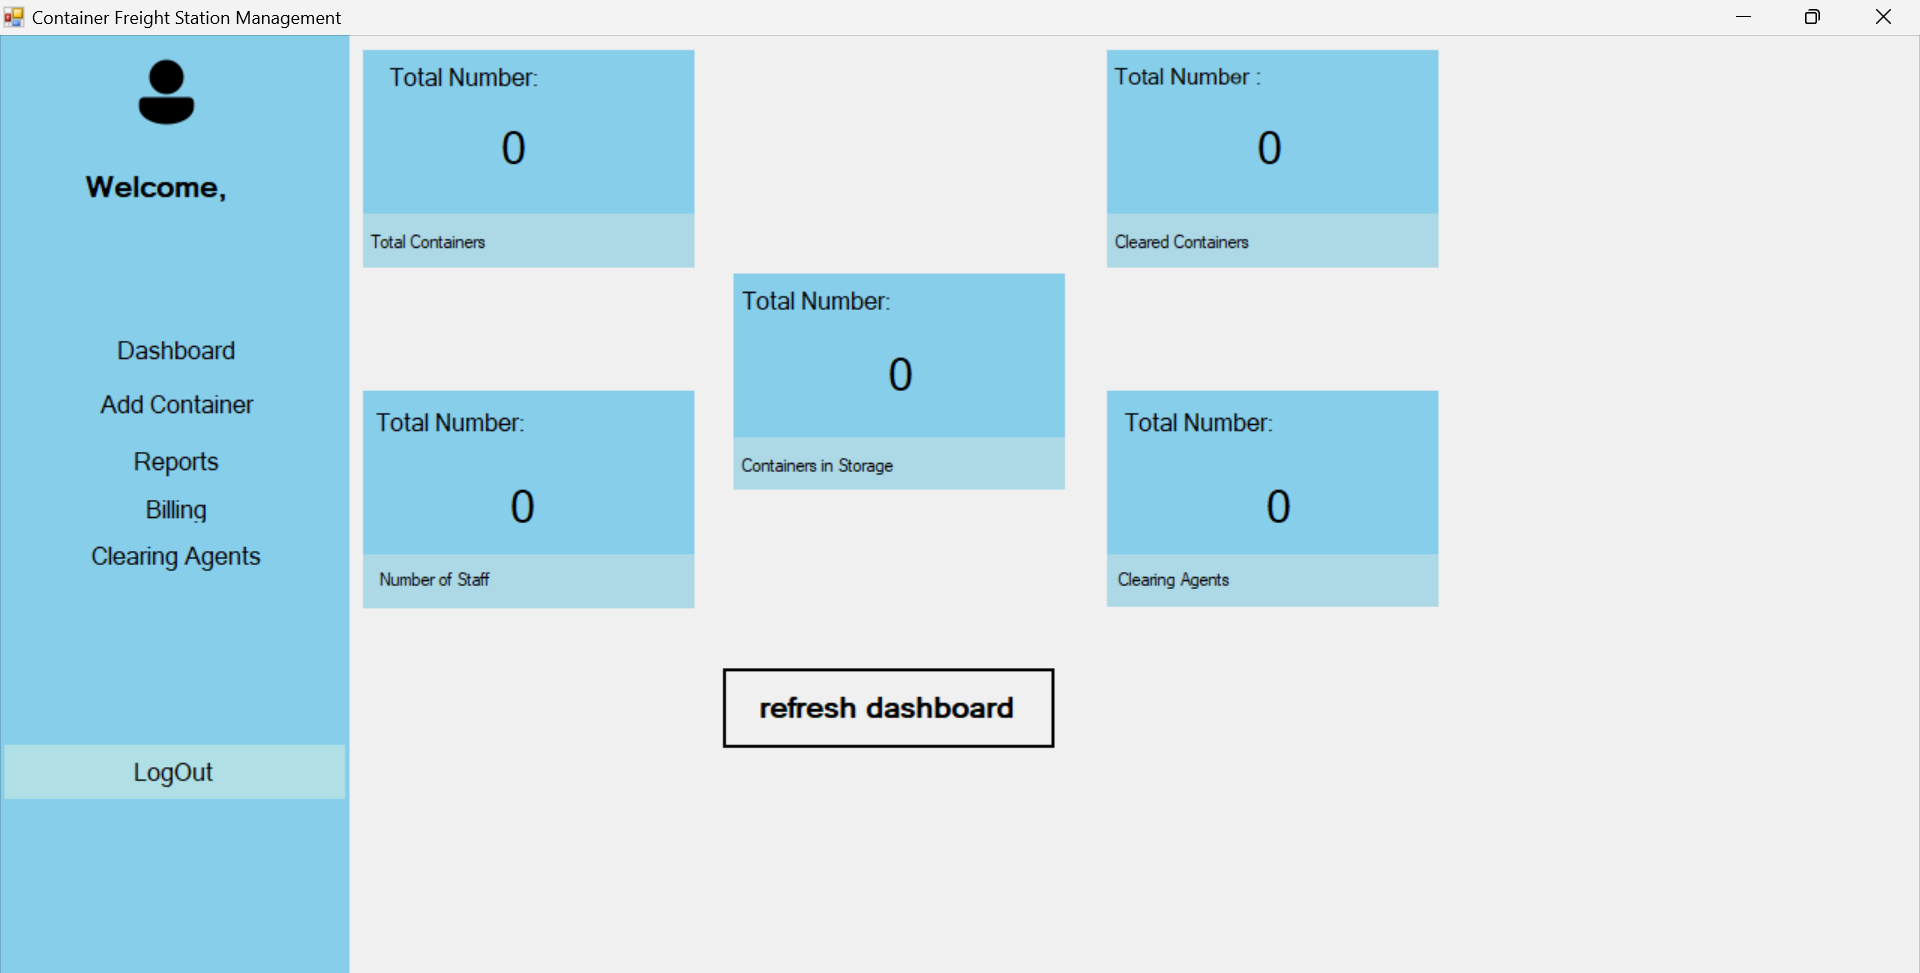 Container Freight Station Management
Welcome,
Dashboard
Add Container
Reports
Billing
Clearing Agents
LogOut
Total Number:
0
Total Containers
Total Number :
0
Cleared Containers
Total Number:
0
Containers in Storage
Total Number:
0
Number of Staff
Total Number:
0
Clearing Agents
refresh dashboard